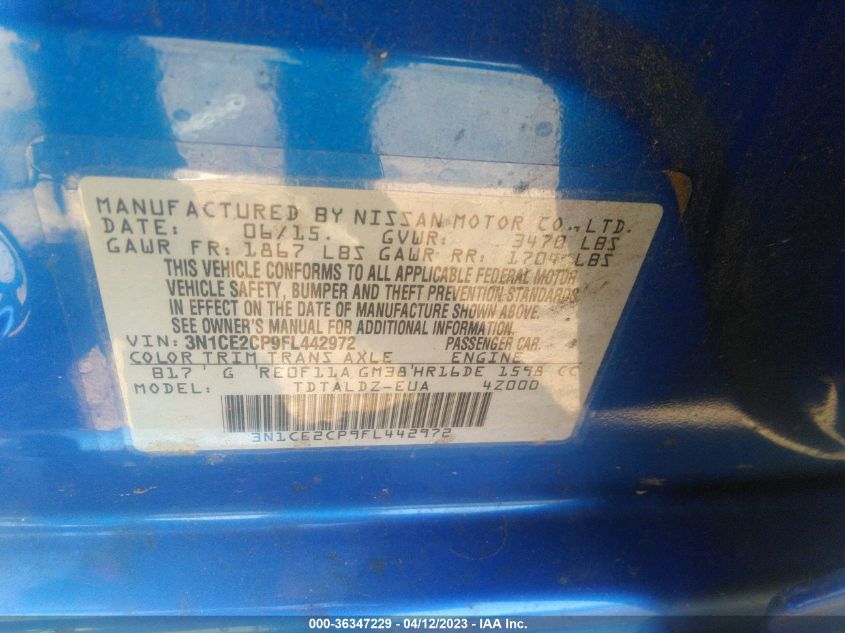 MANUFACTURED BY NISSAN MOTOR CO., LTD.
DATE: 06/15. GVWR: 3470 LBS
GAWR FR: 1867 LBS GAWR RR: 1704 LBS
THIS VEHICLE CONFORMS TO ALL APPLICABLE FEDERAL MOTOR
VEHICLE SAFETY, BUMPER AND THEFT PREVENTION STANDARDS
IN EFFECT ON THE DATE OF MANUFACTURE SHOWN ABOVE.
SEE OWNER'S MANUAL FOR ADDITIONAL INFORMATION.
VIN: 3N1CE2CP9FL442972 PASSENGER CAR
COLOR TRIM TRANS AXLE ENGINE
B17 G RE0F11A GM38 HR16DE 1598 CC
MODEL: TDTALDZ-EUA 4Z000
3N1CE2CP9FL442972
000-36347229 - 04/12/2023 - IAA Inc.